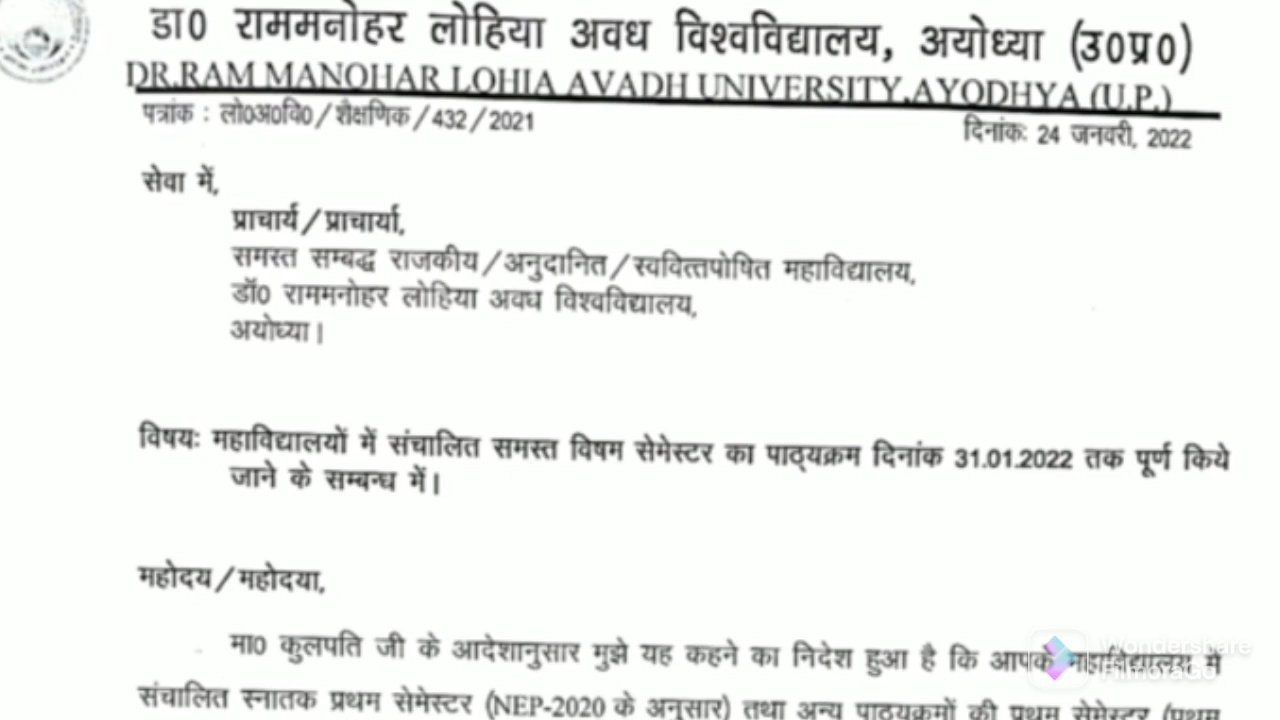 डा0 राममनोहर लोहिया अवध विश्वविद्यालय, अयोध्या (उ0प्र0)
DR.RAM MANOHAR LOHIA AVADH UNIVERSITY,AYODHYA (U.P.)
पत्रांक : लो0अ0वि0/शैक्षणिक/432/2021
दिनांकः 24 जनवरी, 2022
सेवा में,
प्राचार्य/प्राचार्या,
समस्त सम्बद्ध राजकीय/अनुदानित/स्ववित्तपोषित महाविद्यालय,
डॉ0 राममनोहर लोहिया अवध विश्वविद्यालय,
अयोध्या।
विषयः महाविद्यालयों में संचालित समस्त विषम सेमेस्टर का पाठ्यक्रम दिनांक 31.01.2022 तक पूर्ण किये
जाने के सम्बन्ध में।
महोदय/महोदया,
मा0 कुलपति जी के आदेशानुसार मुझे यह कहने का निदेश हुआ है कि आपके महाविद्यालय में
संचालित स्नातक प्रथम सेमेस्टर (NEP-2020 के अनुसार) तथा अन्य पाठ्यक्रमों की प्रथम सेमेस्टर (प्रथम
Wondershare
FilmoraGo